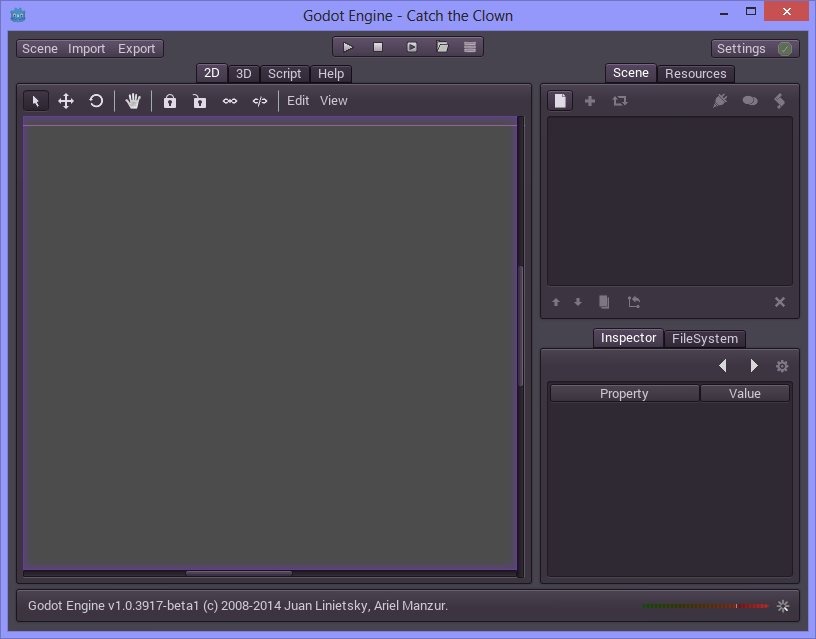 Godot Engine - Catch the Clown
Scene Import Export
Settings
2D 3D Script Help
Scene Resources
Edit View
Inspector FileSystem
Property Value
Godot Engine v1.0.3917-beta1 (c) 2008-2014 Juan Linietsky, Ariel Manzur.